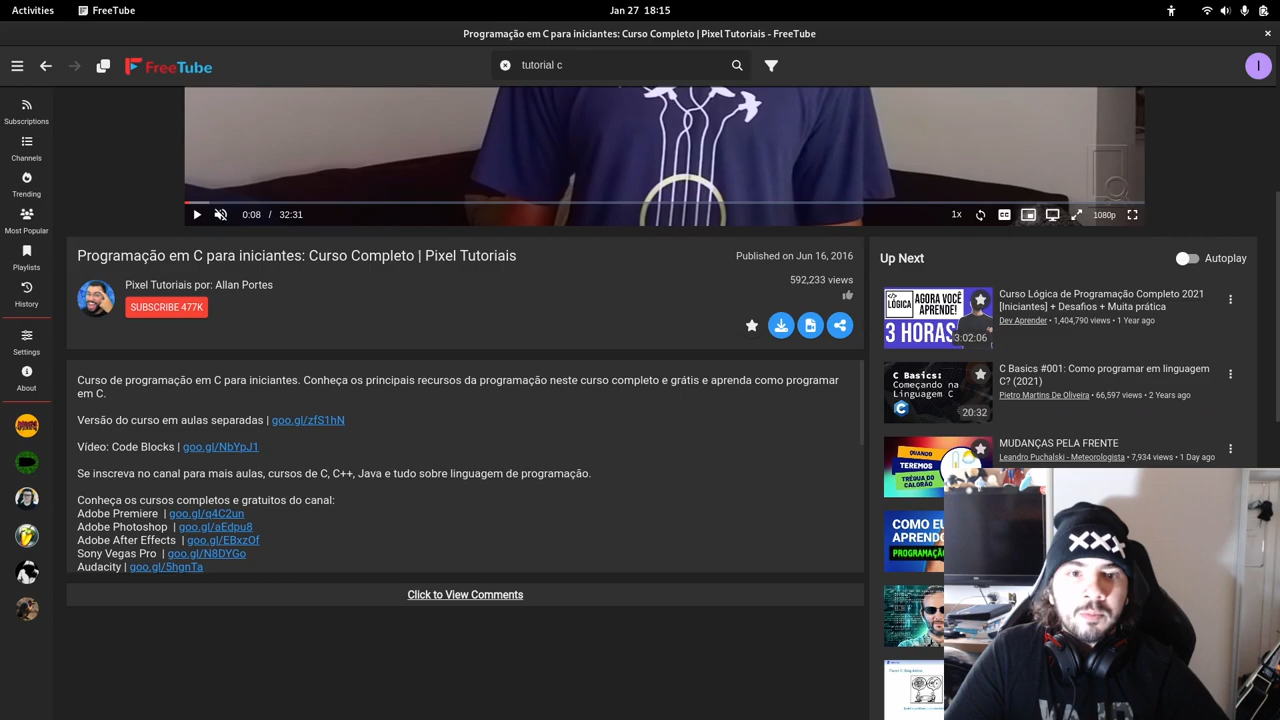 Activities
FreeTube
Jan 27 18:15
Programação em C para iniciantes: Curso Completo | Pixel Tutoriais - FreeTube
FreeTube
tutorial c
I
Subscriptions
Channels
Trending
Most Popular
Playlists
History
Settings
About
0:08 / 32:31
1x
CC
1080p
Programação em C para iniciantes: Curso Completo | Pixel Tutoriais
Published on Jun 16, 2016
Pixel Tutoriais por: Allan Portes
SUBSCRIBE 477K
592,233 views
Curso de programação em C para iniciantes. Conheça os principais recursos da programação neste curso completo e grátis e aprenda como programar
em C.
Versão do curso em aulas separadas | goo.gl/zfS1hN
Vídeo: Code Blocks | goo.gl/NbYpJ1
Se inscreva no canal para mais aulas, cursos de C, C++, Java e tudo sobre linguagem de programação.
Conheça os cursos completos e gratuitos do canal:
Adobe Premiere | goo.gl/q4C2un
Adobe Photoshop | goo.gl/aEdpu8
Adobe After Effects | goo.gl/EBxzOf
Sony Vegas Pro | goo.gl/N8DYGo
Audacity | goo.gl/5hgnTa
Click to View Comments
Up Next
Autoplay
LÓGICA
AGORA VOCÊ
APRENDE!
3 HORAS
3:02:06
Curso Lógica de Programação Completo 2021
[Iniciantes] + Desafios + Muita prática
Dev Aprender • 1,404,790 views • 1 Year ago
C Basics:
Começando na
Linguagem C
C
20:32
C Basics #001: Como programar em linguagem
C? (2021)
Pietro Martins De Oliveira • 66,597 views • 2 Years ago
QUANDO
TEREMOS
TRÉGUA DO
CALORÃO
MUDANÇAS PELA FRENTE
Leandro Puchalski - Meteorologista • 7,934 views • 1 Day ago
COMO EU
APREND
PROGRAMAÇÃ
XXX